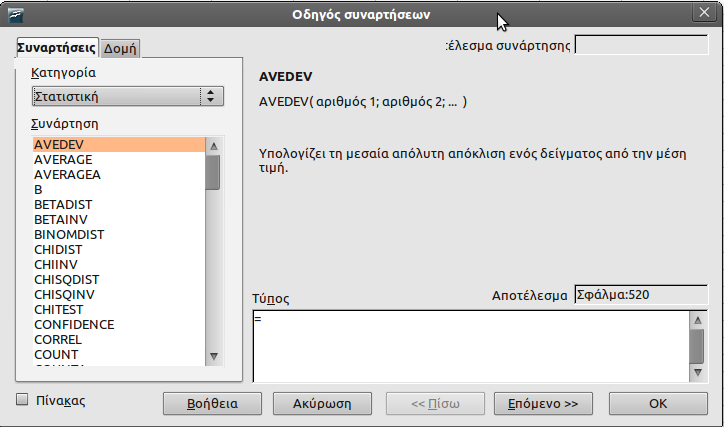 Οδηγός συναρτήσεων
Συναρτήσεις Δομή
Κατηγορία
Στατιστική
Συνάρτηση
AVEDEV
AVERAGE
AVERAGEA
B
BETADIST
BETAINV
BINOMDIST
CHIDIST
CHIINV
CHISQDIST
CHISQINV
CHITEST
CONFIDENCE
CORREL
COUNT
:έλεσμα συνάρτησης
AVEDEV
AVEDEV( αριθμός 1; αριθμός 2; ... )
Υπολογίζει τη μεσαία απόλυτη απόκλιση ενός δείγματος από την μέση
τιμή.
Τύπος
Αποτέλεσμα Σφάλμα:520
=
Πίνακας
Βοήθεια
Ακύρωση
<< Πίσω
Επόμενο >>
OK